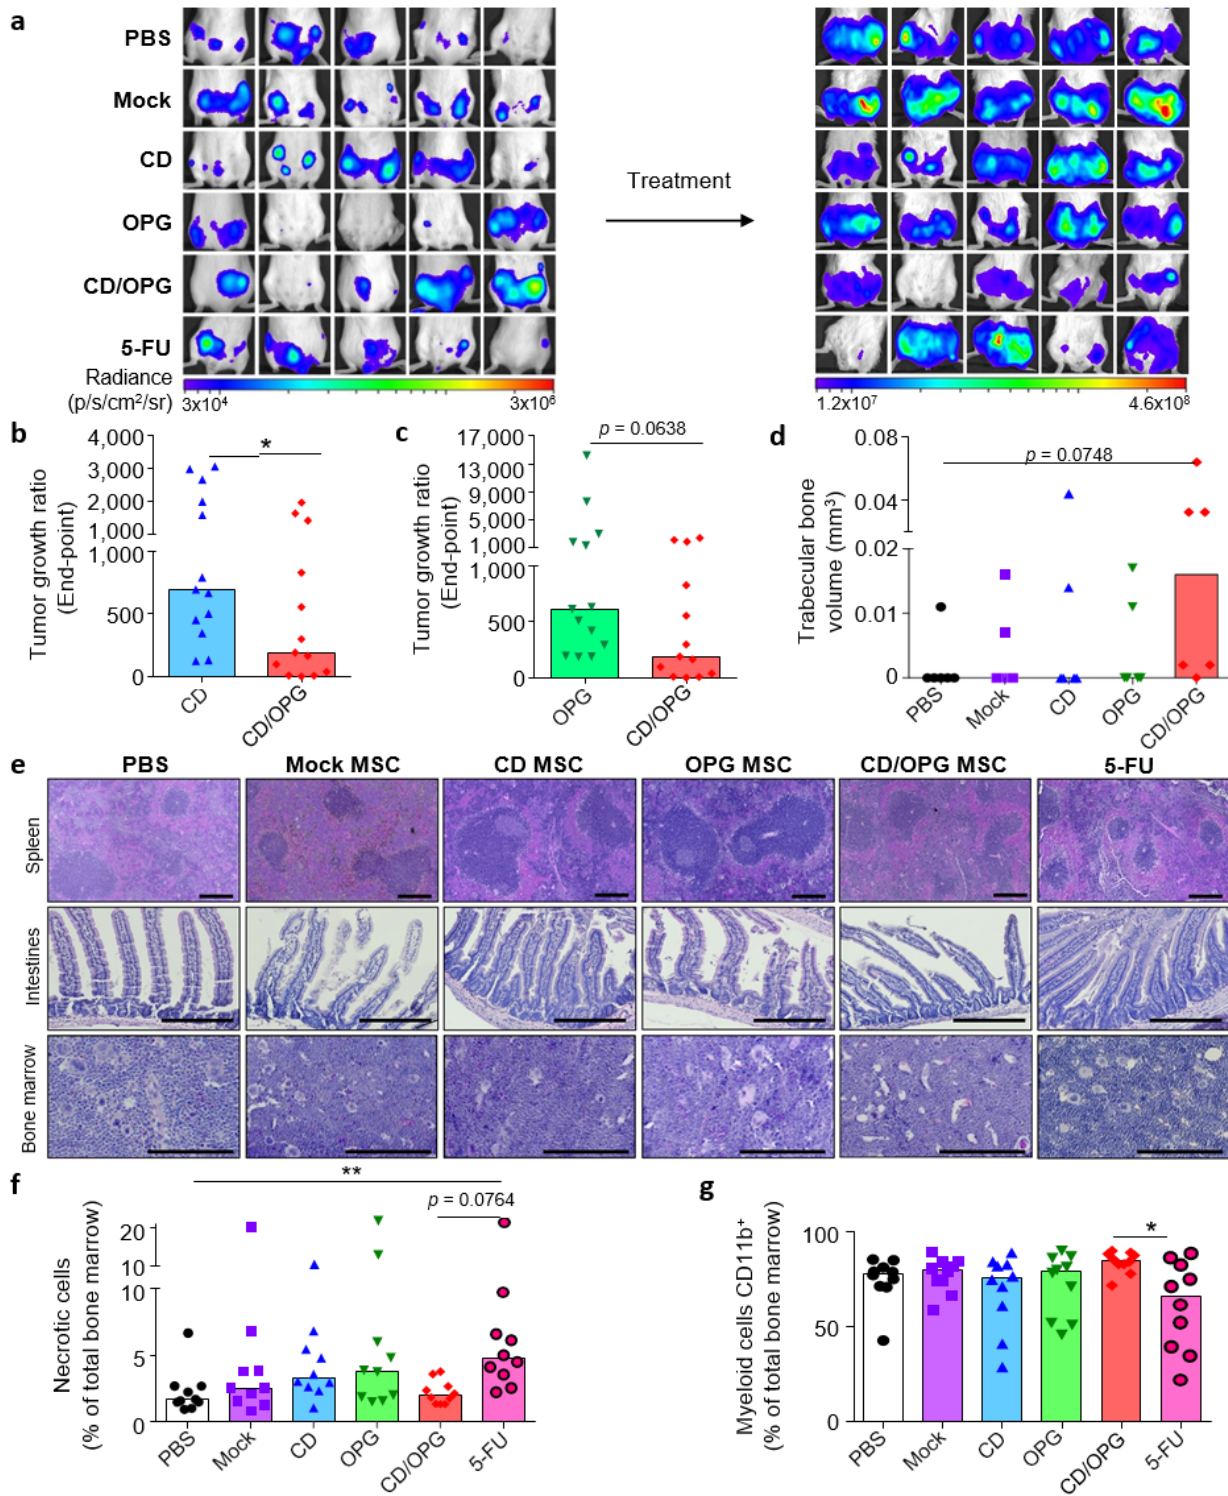 a
PBS
Mock
CD
OPG
CD/OPG
5-FU
Radiance
(p/s/cm²/sr)
3x10⁴
3x10⁶
Treatment
1.2x10⁷
4.6x10⁸
b
Tumor growth ratio
(End-point)
4,000
3,000
2,000
1,000
1,000
500
0
*
CD
CD/OPG
c
Tumor growth ratio
(End-point)
17,000
13,000
9,000
5,000
1,000
1,000
500
0
p = 0.0638
OPG
CD/OPG
d
Trabecular bone
volume (mm³)
0.08
0.04
0.02
0.01
0
p = 0.0748
PBS
Mock
CD
OPG
CD/OPG
e
PBS
Mock MSC
CD MSC
OPG MSC
CD/OPG MSC
5-FU
Spleen
Intestines
Bone marrow
f
Necrotic cells
(% of total bone marrow)
20
10
10
5
0
**
p = 0.0764
PBS
Mock
CD
OPG
CD/OPG
5-FU
g
Myeloid cells CD11b⁺
(% of total bone marrow)
100
50
0
*
PBS
Mock
CD
OPG
CD/OPG
5-FU